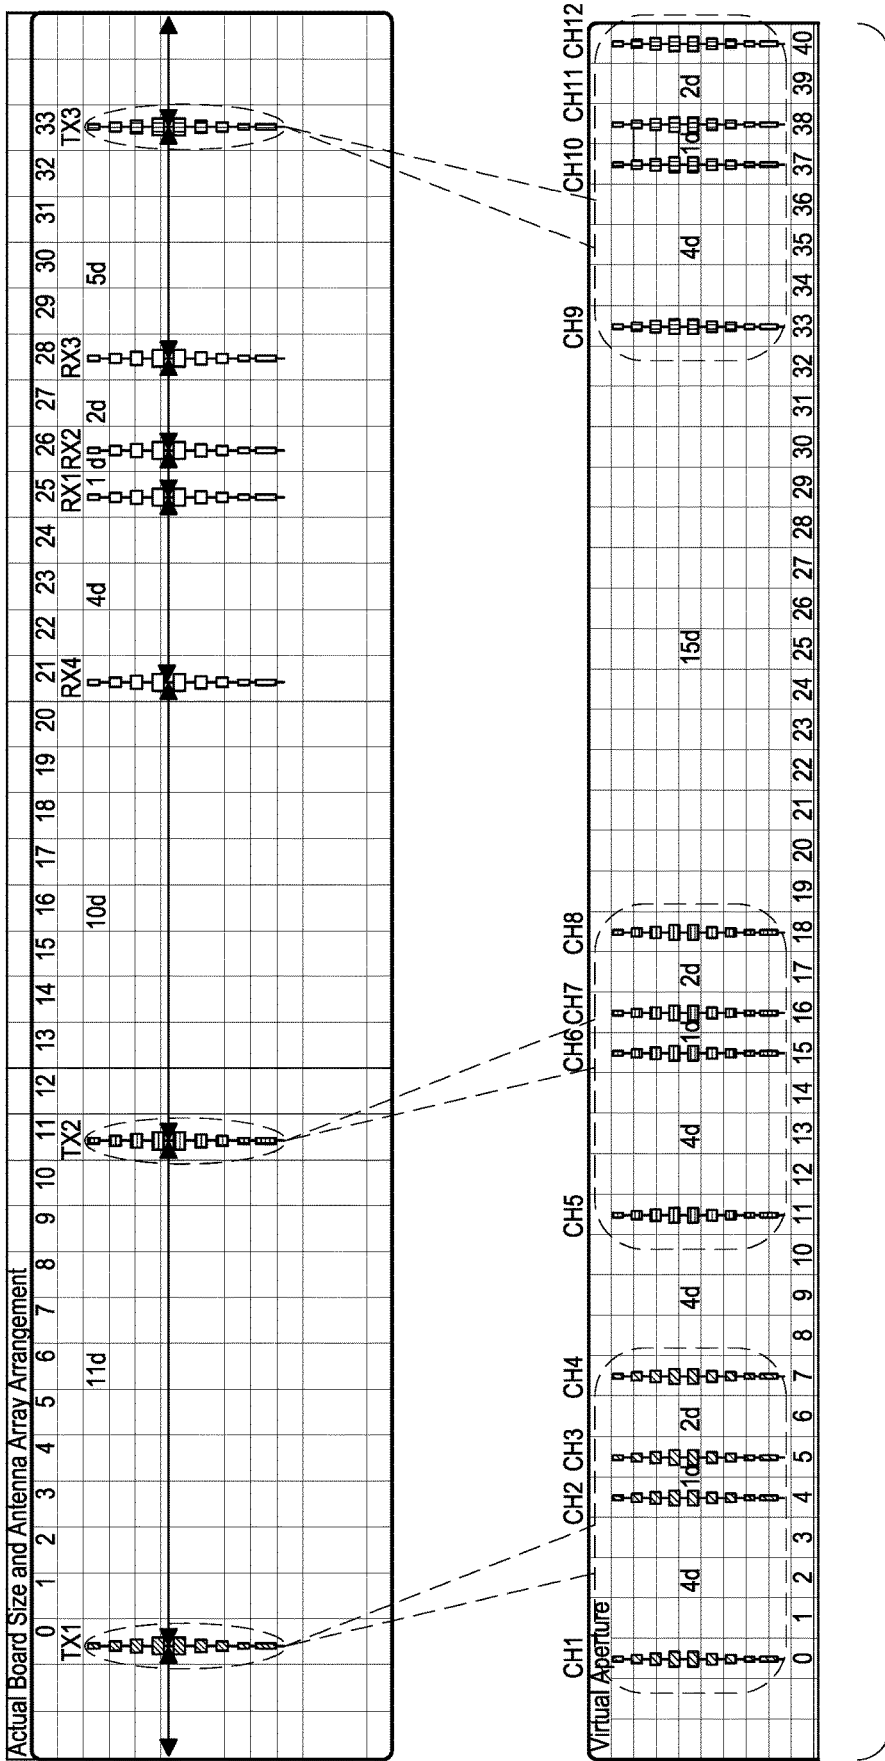 Actual Board Size and Antenna Array Arrangement
0 1 2 3 4 5 6 7 8 9 10 11 12 13 14 15 16 17 18 19 20 21 22 23 24 25 26 27 28 29 30 31 32 33
TX1 TX2 RX4 RX1 RX2 RX3 TX3
11d 10d 4d 1d 2d 5d
CH1 CH2 CH3 CH4 CH5 CH6 CH7 CH8 CH9 CH10 CH11 CH12
Virtual Aperture
4d 1d 2d 4d 4d 1d 2d 15d 4d 1d 2d
0 1 2 3 4 5 6 7 8 9 10 11 12 13 14 15 16 17 18 19 20 21 22 23 24 25 26 27 28 29 30 31 32 33 34 35 36 37 38 39 40